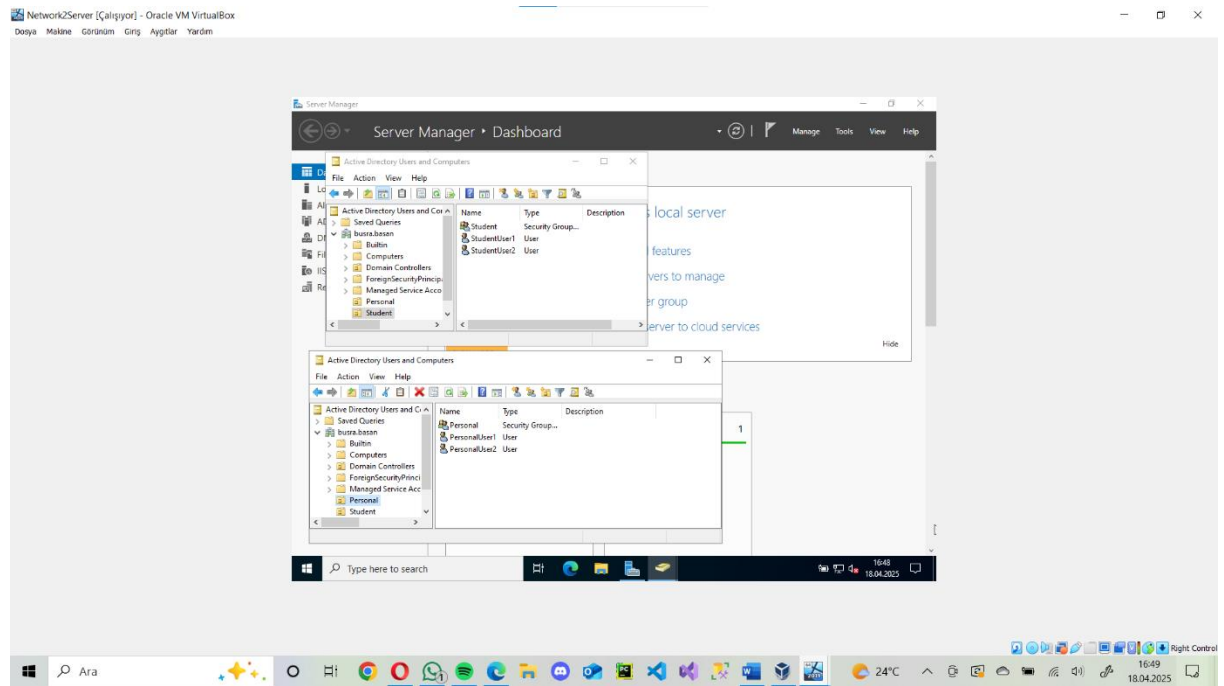 Network2Server [Çalışıyor] - Oracle VM VirtualBox
Dosya Makine Görünüm Giriş Aygıtlar Yardım
Server Manager
Server Manager • Dashboard
Manage Tools View Help
Active Directory Users and Computers
File Action View Help
Active Directory Users and Cor
Saved Queries
busra.basan
Builtin
Computers
Domain Controllers
ForeignSecurityPrincip
Managed Service Acco
Personal
Student
Name Type Description
Student Security Group...
StudentUser1 User
StudentUser2 User
local server
features
vers to manage
er group
server to cloud services
Hide
Active Directory Users and Computers
File Action View Help
Active Directory Users and C
Saved Queries
busra.basan
Builtin
Computers
Domain Controllers
ForeignSecurityPrinci
Managed Service Acc
Personal
Student
Name Type Description
Personal Security Group...
PersonalUser1 User
PersonalUser2 User
1
Type here to search
16:48
18.04.2025
Right Control
Ara
24°C
16:49
18.04.2025